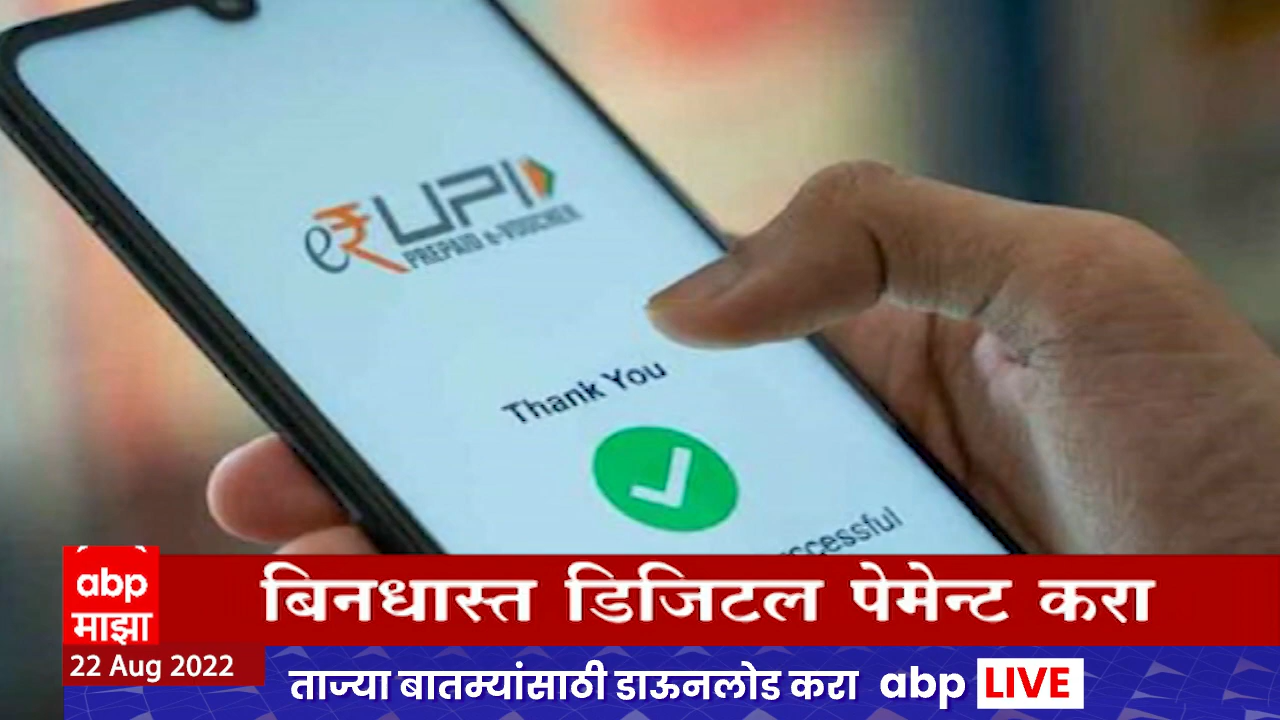 e₹UPI
PREPAID e-VOUCHER
Thank You
abp
माझा
बिनधास्त डिजिटल पेमेन्ट करा
22 Aug 2022
ताज्या बातम्यांसाठी डाऊनलोड करा abp LIVE